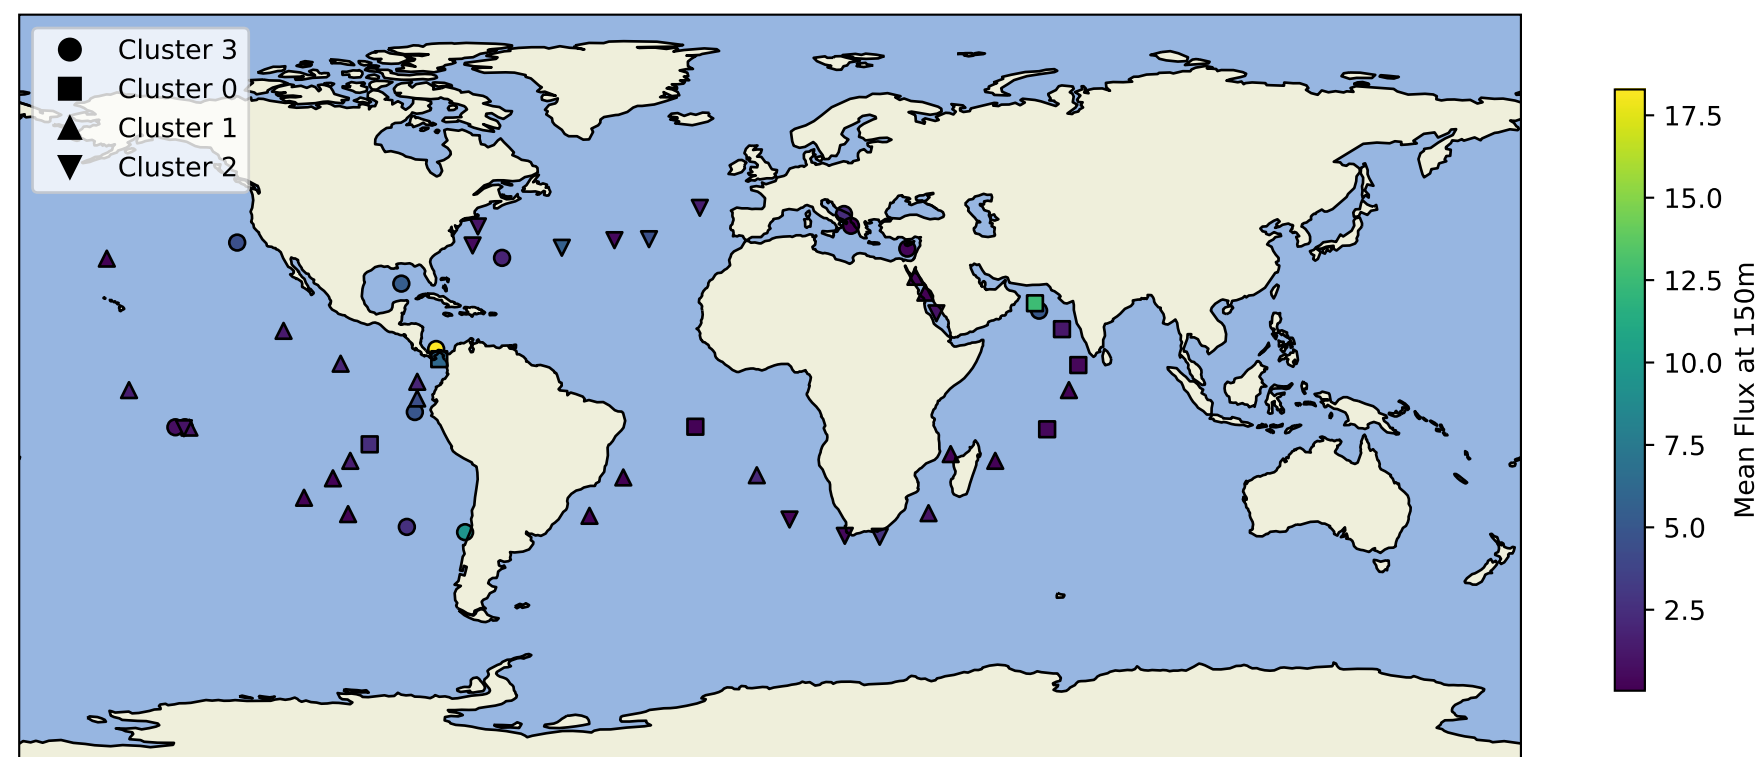 Cluster 3
Cluster 0
Cluster 1
Cluster 2
17.5
15.0
12.5
10.0
7.5
5.0
2.5
Mean Flux at 150m